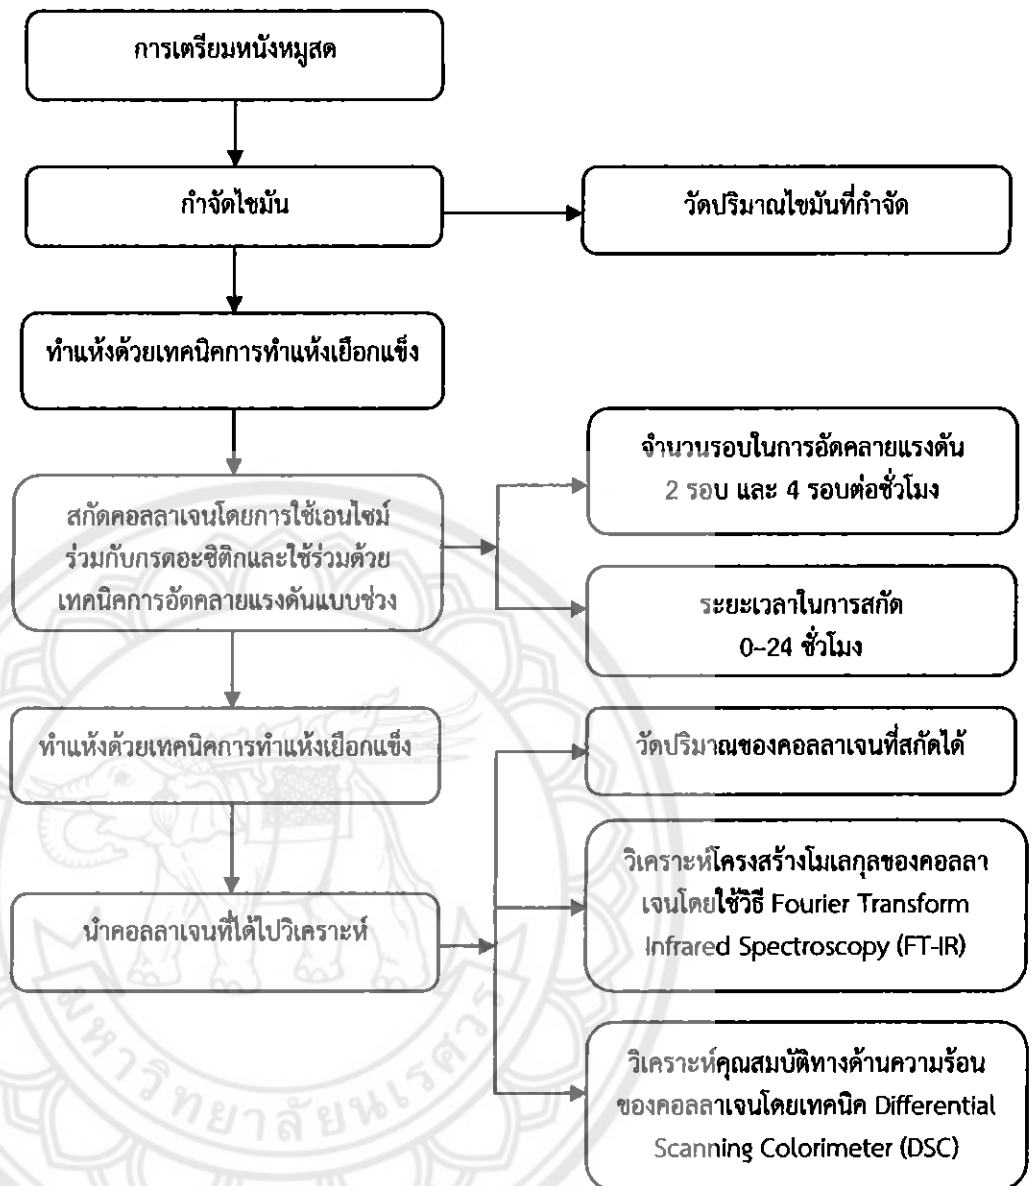 การเตรียมหนังหมูสด
กำจัดไขมัน
วัดปริมาณไขมันที่กำจัด
ทำแห้งด้วยเทคนิคการทำแห้งเยือกแข็ง
สกัดคอลลาเจนโดยการใช้เอนไซม์
ร่วมกับกรดอะซิติกและใช้ร่วมด้วย
เทคนิคการอัดคลายแรงดันแบบช่วง
จำนวนรอบในการอัดคลายแรงดัน
2 รอบ และ 4 รอบต่อชั่วโมง
ระยะเวลาในการสกัด
0–24 ชั่วโมง
ทำแห้งด้วยเทคนิคการทำแห้งเยือกแข็ง
นำคอลลาเจนที่ได้ไปวิเคราะห์
วัดปริมาณของคอลลาเจนที่สกัดได้
วิเคราะห์โครงสร้างโมเลกุลของคอลลา
เจนโดยใช้วิธี Fourier Transform
Infrared Spectroscopy (FT-IR)
วิเคราะห์คุณสมบัติทางด้านความร้อน
ของคอลลาเจนโดยเทคนิค Differential
Scanning Colorimeter (DSC)
มหาวิทยาลัยนเรศวร